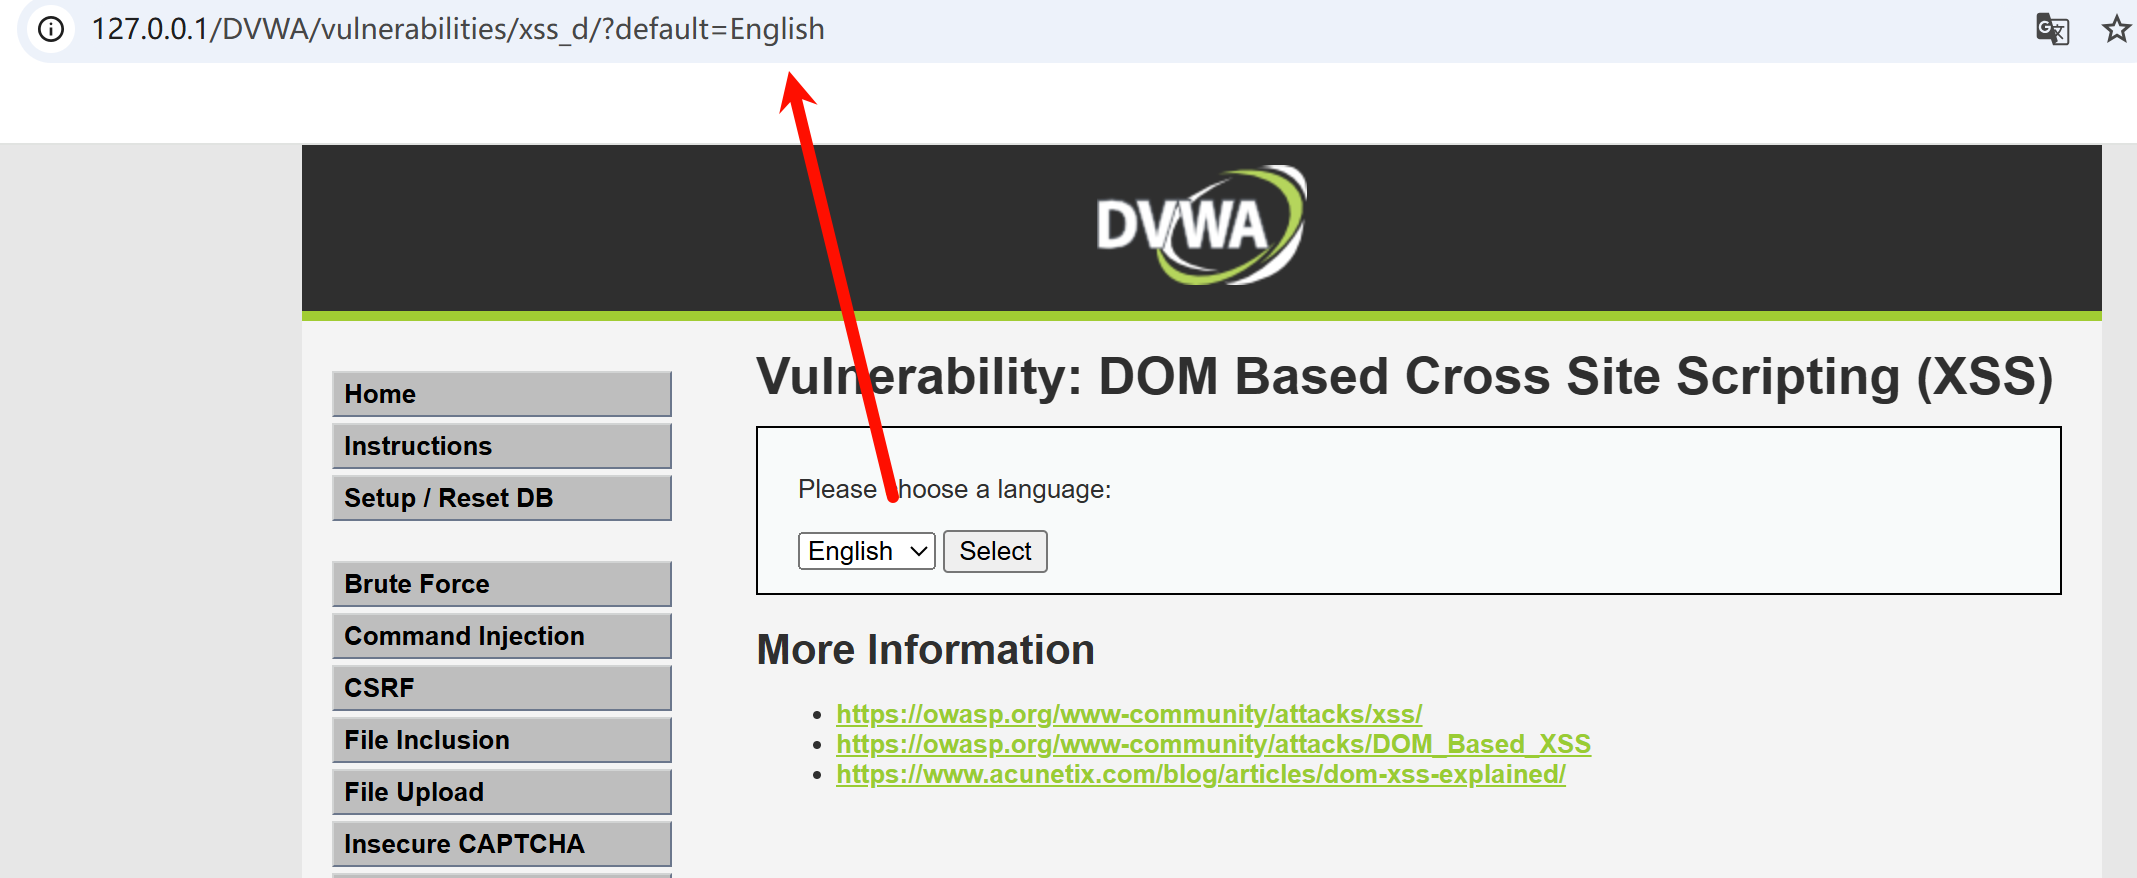 127.0.0.1/DVWA/vulnerabilities/xss_d/?default=English
DVWA
Home
Instructions
Setup / Reset DB
Brute Force
Command Injection
CSRF
File Inclusion
File Upload
Insecure CAPTCHA
Vulnerability: DOM Based Cross Site Scripting (XSS)
Please choose a language:
English Select
More Information
https://owasp.org/www-community/attacks/xss/
https://owasp.org/www-community/attacks/DOM_Based_XSS
https://www.acunetix.com/blog/articles/dom-xss-explained/